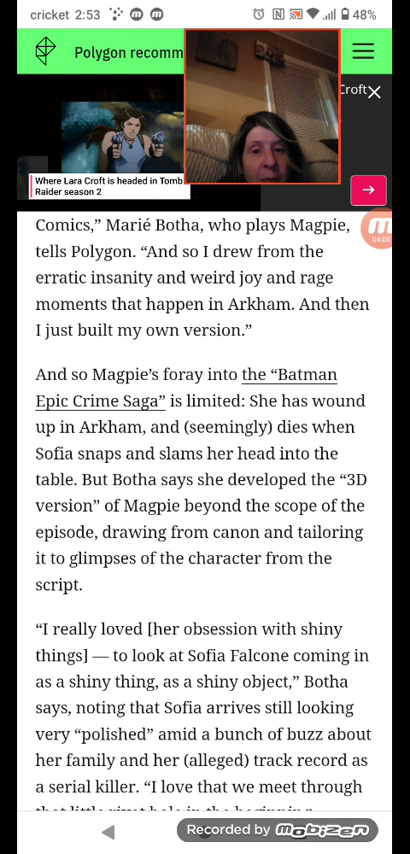 cricket 2:53 48%
Polygon recomm
Croft
Where Lara Croft is headed in Tomb
Raider season 2
04:08
Comics,” Marié Botha, who plays Magpie,
tells Polygon. “And so I drew from the
erratic insanity and weird joy and rage
moments that happen in Arkham. And then
I just built my own version.”
And so Magpie’s foray into the “Batman
Epic Crime Saga” is limited: She has wound
up in Arkham, and (seemingly) dies when
Sofia snaps and slams her head into the
table. But Botha says she developed the “3D
version” of Magpie beyond the scope of the
episode, drawing from canon and tailoring
it to glimpses of the character from the
script.
“I really loved [her obsession with shiny
things] — to look at Sofia Falcone coming in
as a shiny thing, as a shiny object,” Botha
says, noting that Sofia arrives still looking
very “polished” amid a bunch of buzz about
her family and her (alleged) track record as
a serial killer. “I love that we meet through
Recorded by mobizen